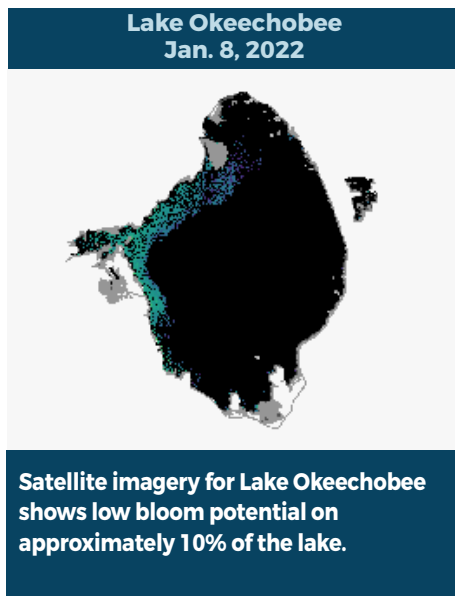 Lake Okeechobee
Jan. 8, 2022
Satellite imagery for Lake Okeechobee
shows low bloom potential on
approximately 10% of the lake.